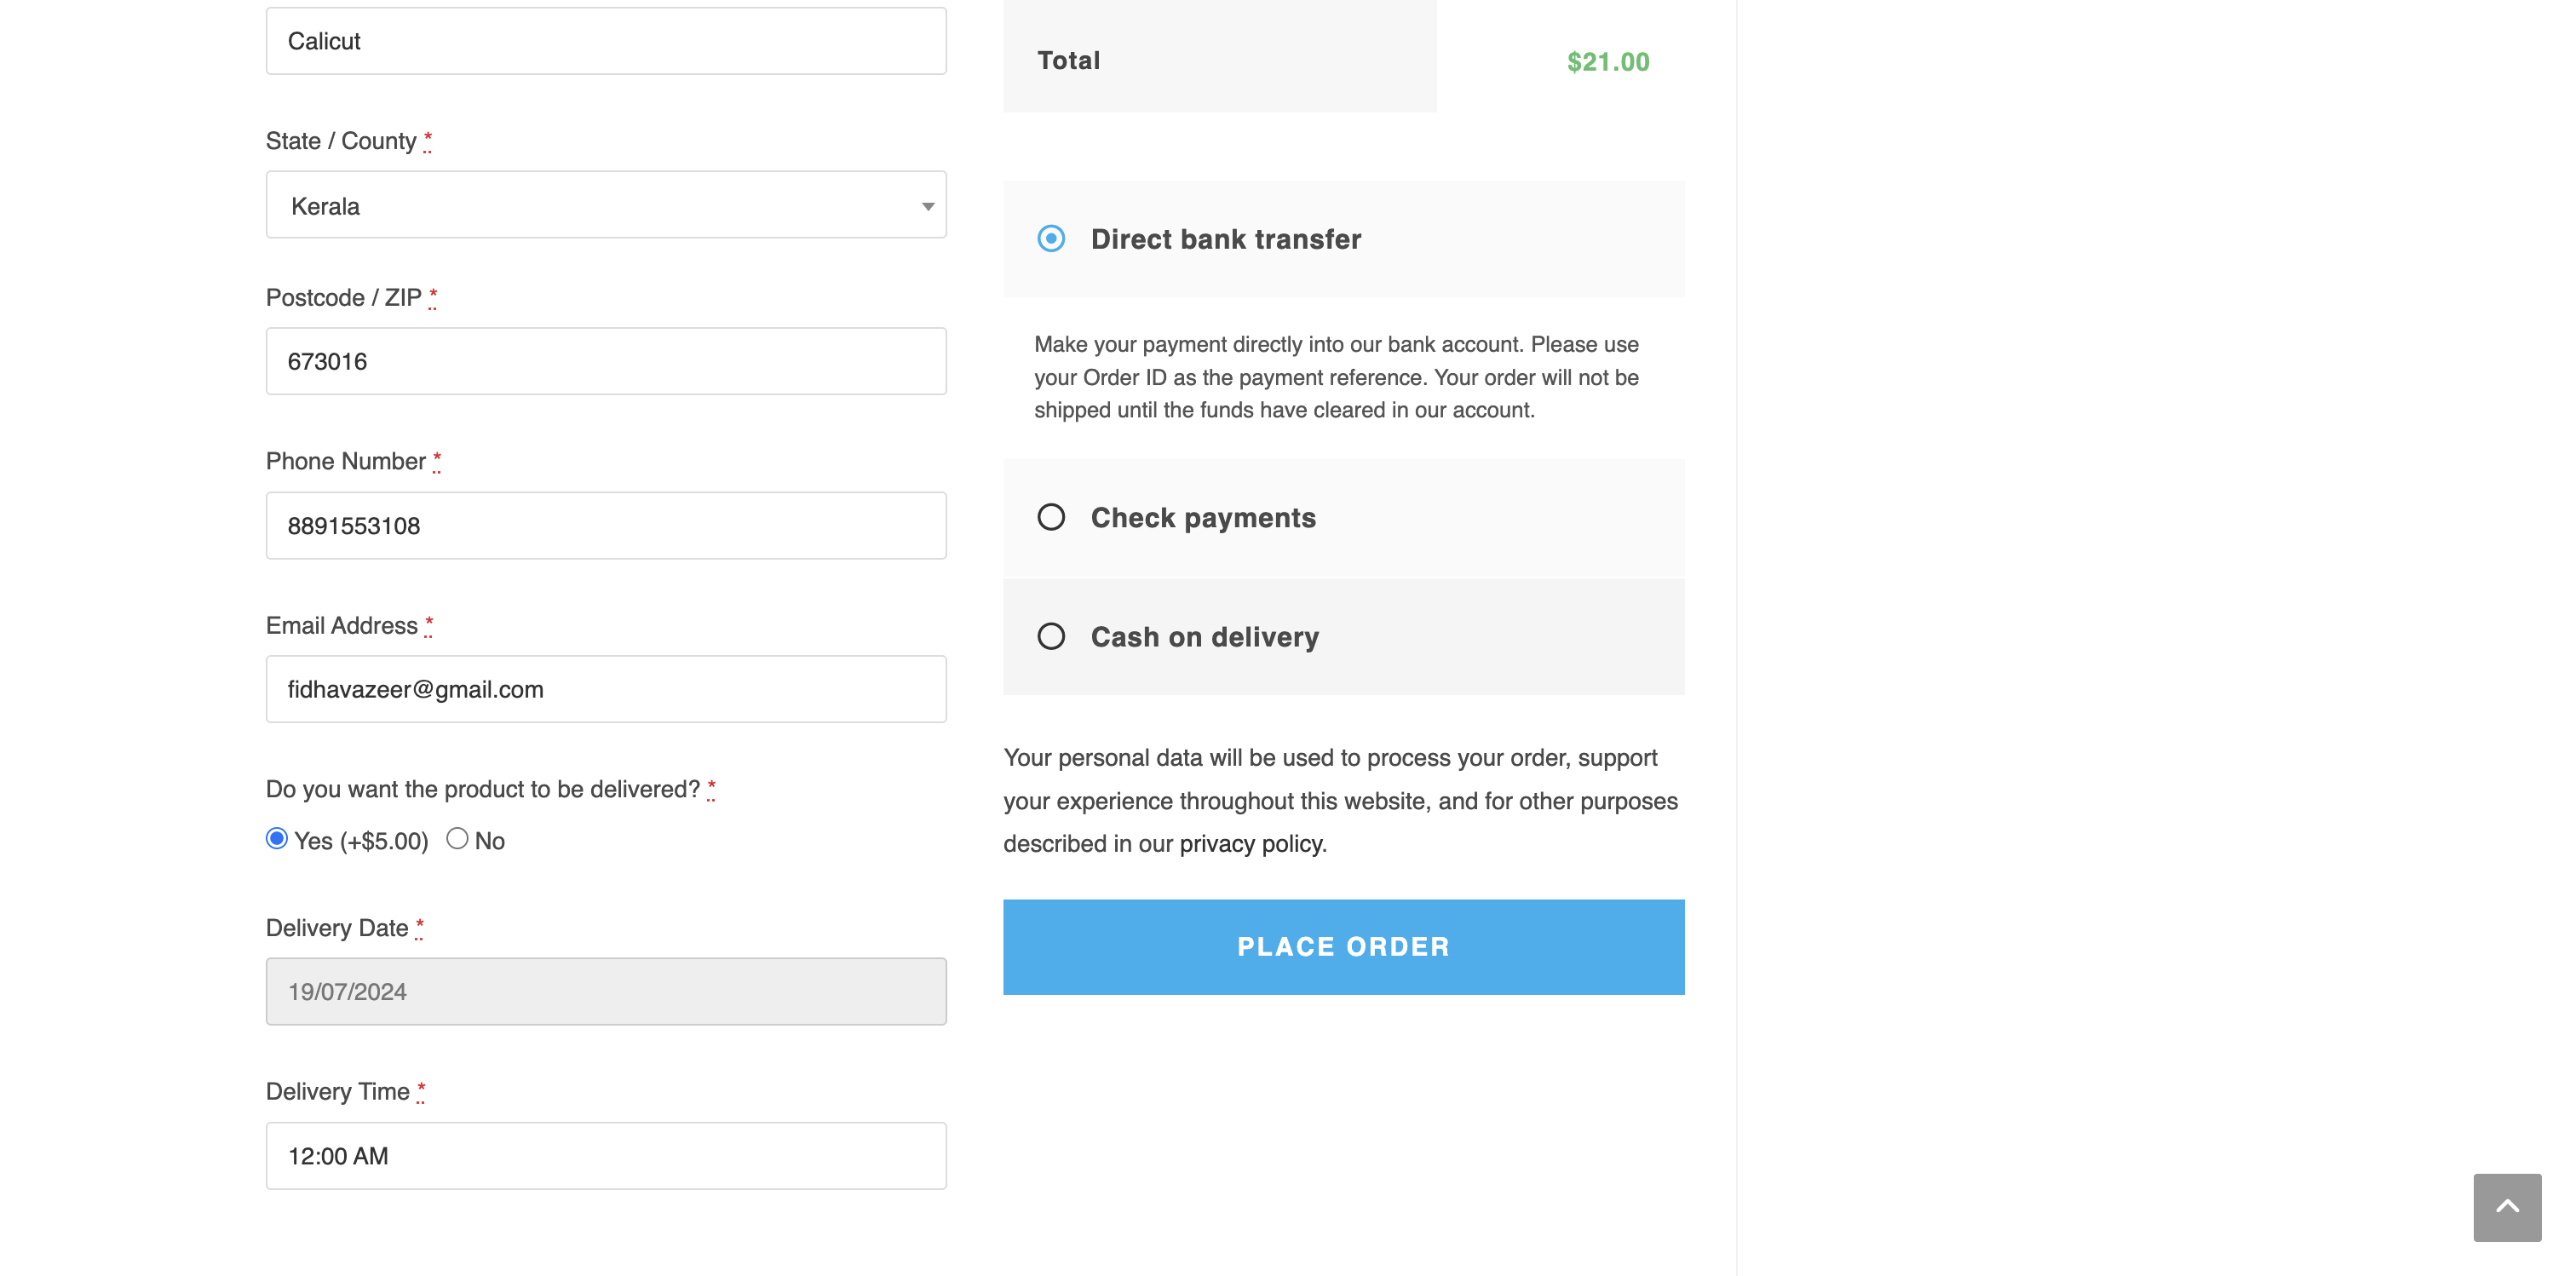 Calicut
State / County *
Kerala
Postcode / ZIP *
673016
Phone Number *
8891553108
Email Address *
fidhavazeer@gmail.com
Do you want the product to be delivered? *
Yes (+$5.00) No
Delivery Date *
19/07/2024
Delivery Time *
12:00 AM
Total $21.00
Direct bank transfer
Make your payment directly into our bank account. Please use
your Order ID as the payment reference. Your order will not be
shipped until the funds have cleared in our account.
Check payments
Cash on delivery
Your personal data will be used to process your order, support
your experience throughout this website, and for other purposes
described in our privacy policy.
PLACE ORDER